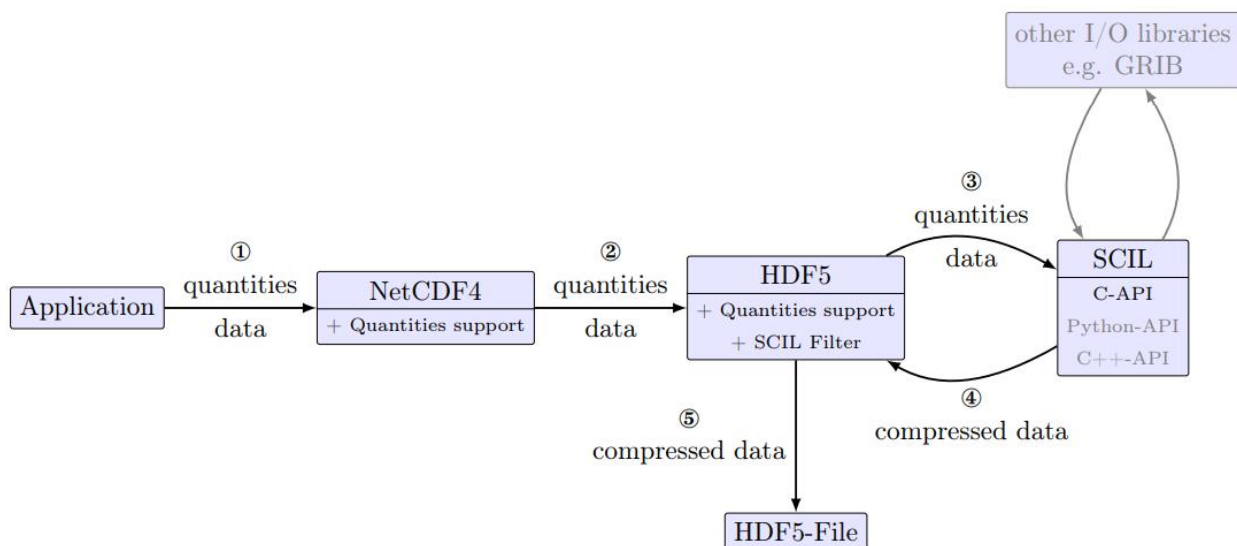 other I/O libraries
e.g. GRIB
③
quantities
data
①
quantities
data
②
quantities
data
Application
NetCDF4
+ Quantities support
HDF5
+ Quantities support
+ SCIL Filter
SCIL
C-API
Python-API
C++-API
④
compressed data
⑤
compressed data
HDF5-File